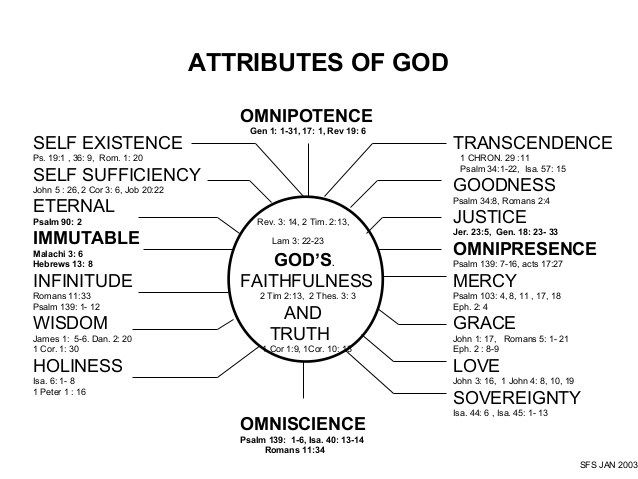 ATTRIBUTES OF GOD
OMNIPOTENCE
Gen 1: 1-31, 17: 1, Rev 19: 6
SELF EXISTENCE
Ps. 19:1 , 36: 9, Rom. 1: 20
SELF SUFFICIENCY
John 5 : 26, 2 Cor 3: 6, Job 20:22
ETERNAL
Psalm 90: 2
IMMUTABLE
Malachi 3: 6
Hebrews 13: 8
INFINITUDE
Romans 11:33
Psalm 139: 1- 12
WISDOM
James 1: 5-6. Dan. 2: 20
1 Cor. 1: 30
HOLINESS
Isa. 6: 1- 8
1 Peter 1 : 16
Rev. 3: 14, 2 Tim. 2:13,
Lam 3: 22-23
GOD'S.
FAITHFULNESS
2 Tim 2:13, 2 Thes. 3: 3
AND
TRUTH
1 Cor 1:9, 1Cor. 10: 13
TRANSCENDENCE
1 CHRON. 29 :11
Psalm 34:1-22, Isa. 57: 15
GOODNESS
Psalm 34:8, Romans 2:4
JUSTICE
Jer. 23:5, Gen. 18: 23- 33
OMNIPRESENCE
Psalm 139: 7-16, acts 17:27
MERCY
Psalm 103: 4, 8, 11 , 17, 18
Eph. 2: 4
GRACE
John 1: 17, Romans 5: 1- 21
Eph. 2 : 8-9
LOVE
John 3: 16, 1 John 4: 8, 10, 19
SOVEREIGNTY
Isa. 44: 6 , Isa. 45: 1- 13
OMNISCIENCE
Psalm 139: 1-6, Isa. 40: 13-14
Romans 11:34
SFS JAN 2003